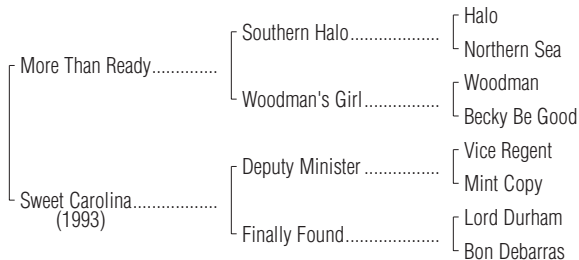 Halo
Southern Halo..................
Northern Sea
More Than Ready.............
Woodman
Woodman's Girl...............
Becky Be Good
Vice Regent
Deputy Minister ...............
Mint Copy
Sweet Carolina.................
(1993)
Lord Durham
Finally Found...................
Bon Debarras